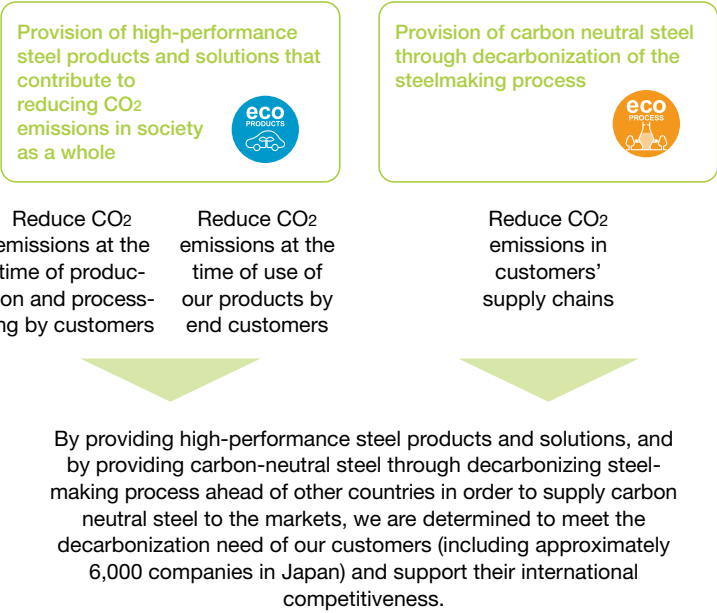 Provision of high-performance
steel products and solutions that
contribute to
reducing CO2
emissions in society
as a whole
eco
PRODUCTS
Provision of carbon neutral steel
through decarbonization of the
steelmaking process
eco
PROCESS
Reduce CO2
emissions at the
time of produc-
on and process-
ng by customers
Reduce CO2
emissions at the
time of use of
our products by
end customers
Reduce CO2
emissions in
customers’
supply chains
By providing high-performance steel products and solutions, and
by providing carbon-neutral steel through decarbonizing steel-
making process ahead of other countries in order to supply carbon
neutral steel to the markets, we are determined to meet the
decarbonization need of our customers (including approximately
6,000 companies in Japan) and support their international
competitiveness.